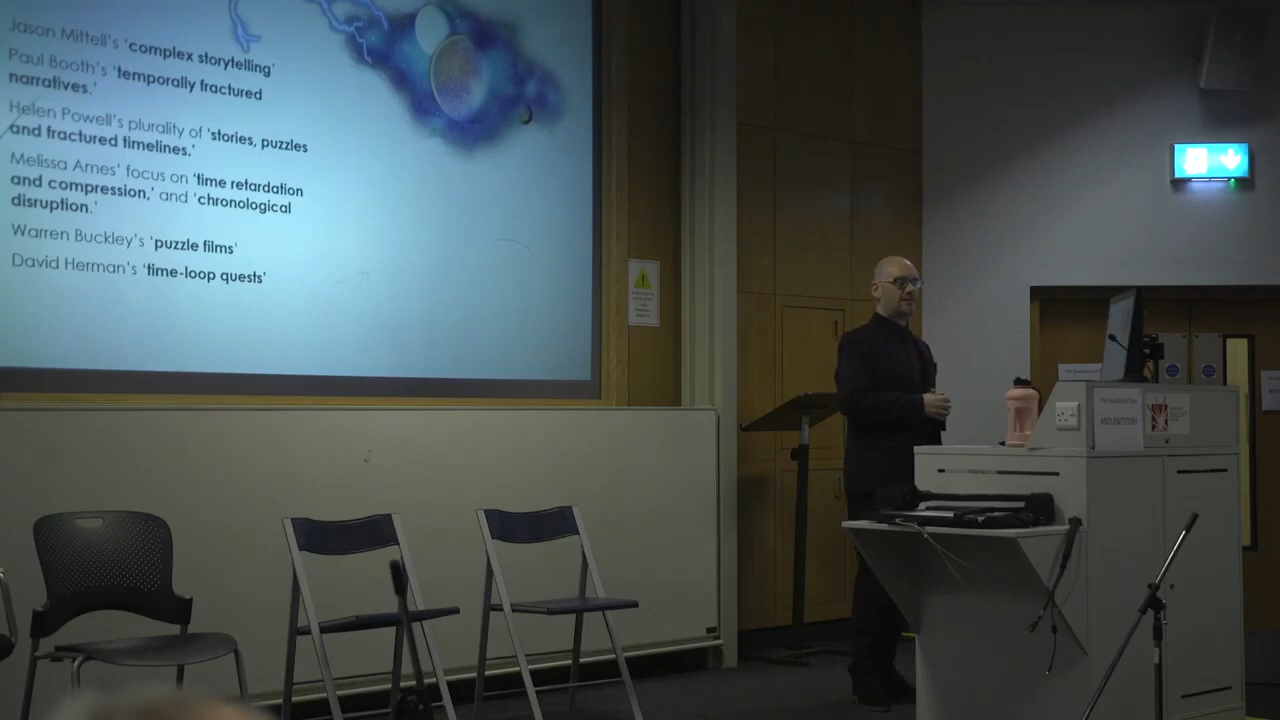 Jason Mittell's 'complex storytelling'
Paul Booth's 'temporally fractured
narratives.'
Helen Powell's plurality of 'stories, puzzles
and fractured timelines.'
Melissa Ames' focus on 'time retardation
and compression,' and 'chronological
disruption.'
Warren Buckley's 'puzzle films'
David Herman's 'time-loop quests'
#SOLENTSTORY